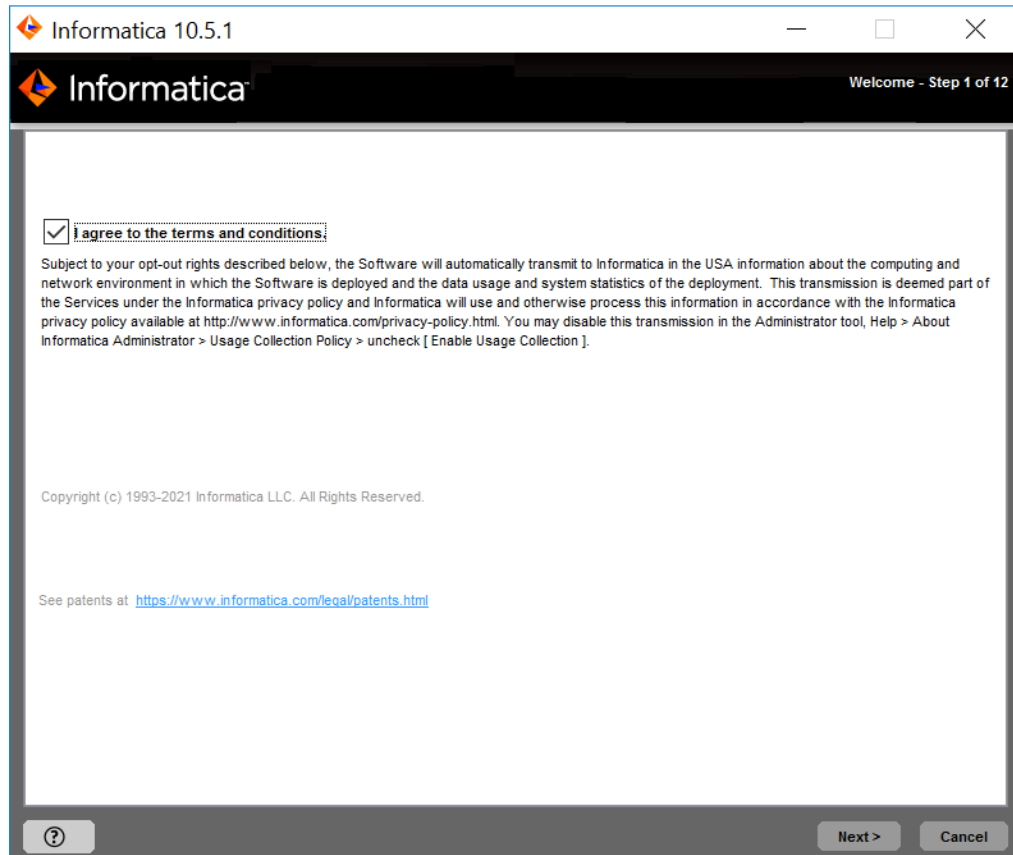 Informatica 10.5.1
Informatica
Welcome - Step 1 of 12
I agree to the terms and conditions.
Subject to your opt-out rights described below, the Software will automatically transmit to Informatica in the USA information about the computing and
network environment in which the Software is deployed and the data usage and system statistics of the deployment.  This transmission is deemed part of
the Services under the Informatica privacy policy and Informatica will use and otherwise process this information in accordance with the Informatica
privacy policy available at http://www.informatica.com/privacy-policy.html. You may disable this transmission in the Administrator tool, Help > About
Informatica Administrator > Usage Collection Policy > uncheck [ Enable Usage Collection ].
Copyright (c) 1993-2021 Informatica LLC. All Rights Reserved.
See patents at https://www.informatica.com/legal/patents.html
?
Next >
Cancel